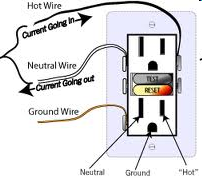 Hot Wire
Current Going In
Neutral Wire
Current Going out
TEST
RESET
Ground Wire
Neutral
Ground
"Hot"